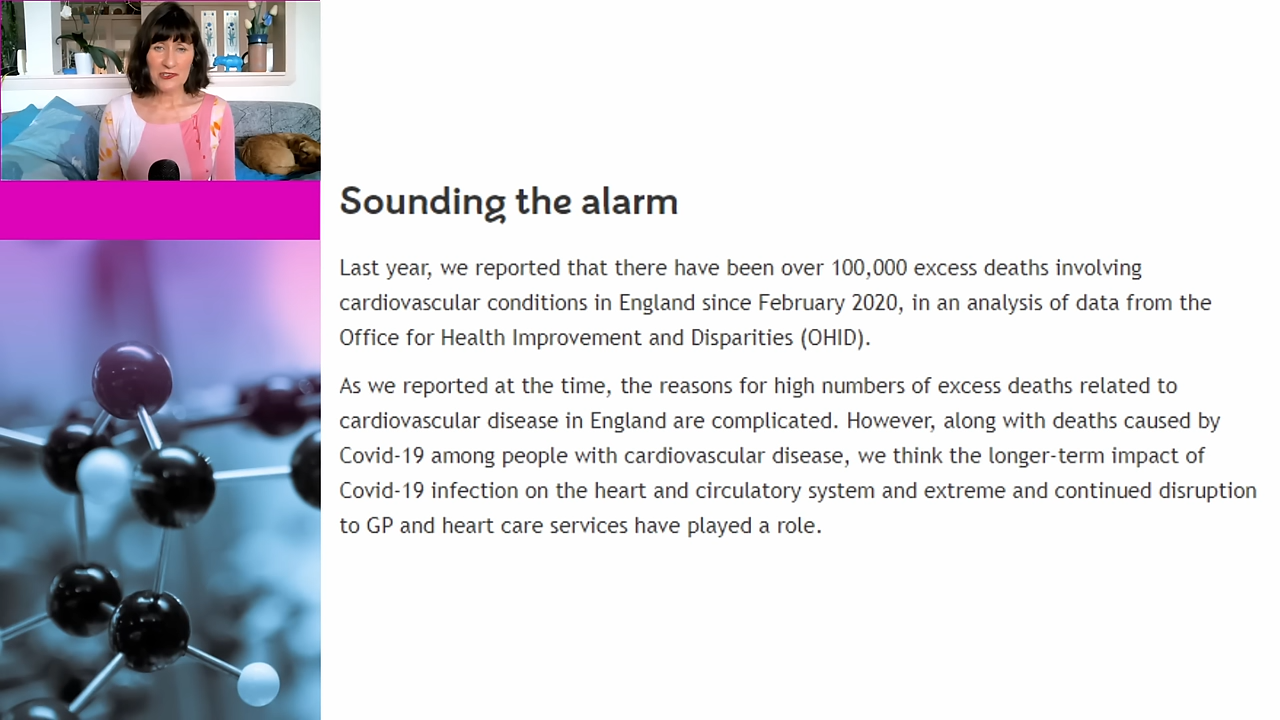 Sounding the alarm
Last year, we reported that there have been over 100,000 excess deaths involving
cardiovascular conditions in England since February 2020, in an analysis of data from the
Office for Health Improvement and Disparities (OHID).
As we reported at the time, the reasons for high numbers of excess deaths related to
cardiovascular disease in England are complicated. However, along with deaths caused by
Covid-19 among people with cardiovascular disease, we think the longer-term impact of
Covid-19 infection on the heart and circulatory system and extreme and continued disruption
to GP and heart care services have played a role.